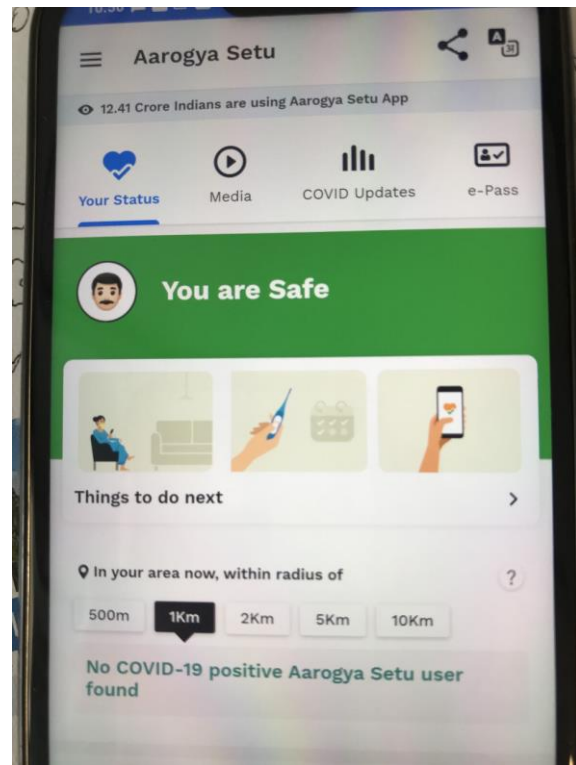 Aarogya Setu
12.41 Crore Indians are using Aarogya Setu App
Your Status
Media
COVID Updates
e-Pass
You are Safe
Things to do next
In your area now, within radius of
?
500m
1Km
2Km
5Km
10Km
No COVID-19 positive Aarogya Setu user
found